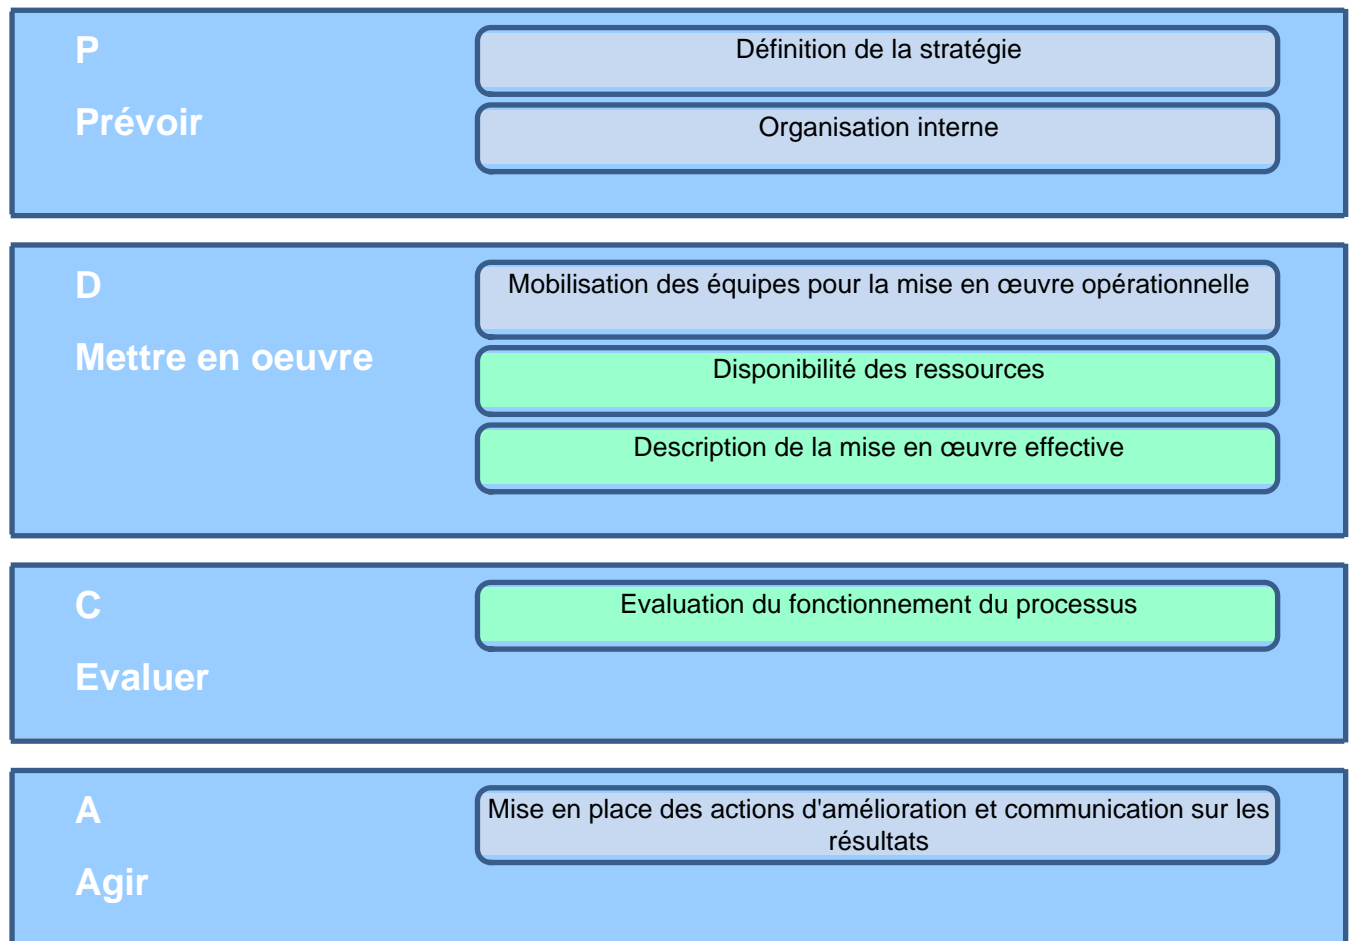 P
Prévoir
Définition de la stratégie
Organisation interne
D
Mettre en oeuvre
Mobilisation des équipes pour la mise en œuvre opérationnelle
Disponibilité des ressources
Description de la mise en œuvre effective
C
Evaluer
Evaluation du fonctionnement du processus
A
Agir
Mise en place des actions d'amélioration et communication sur les
résultats